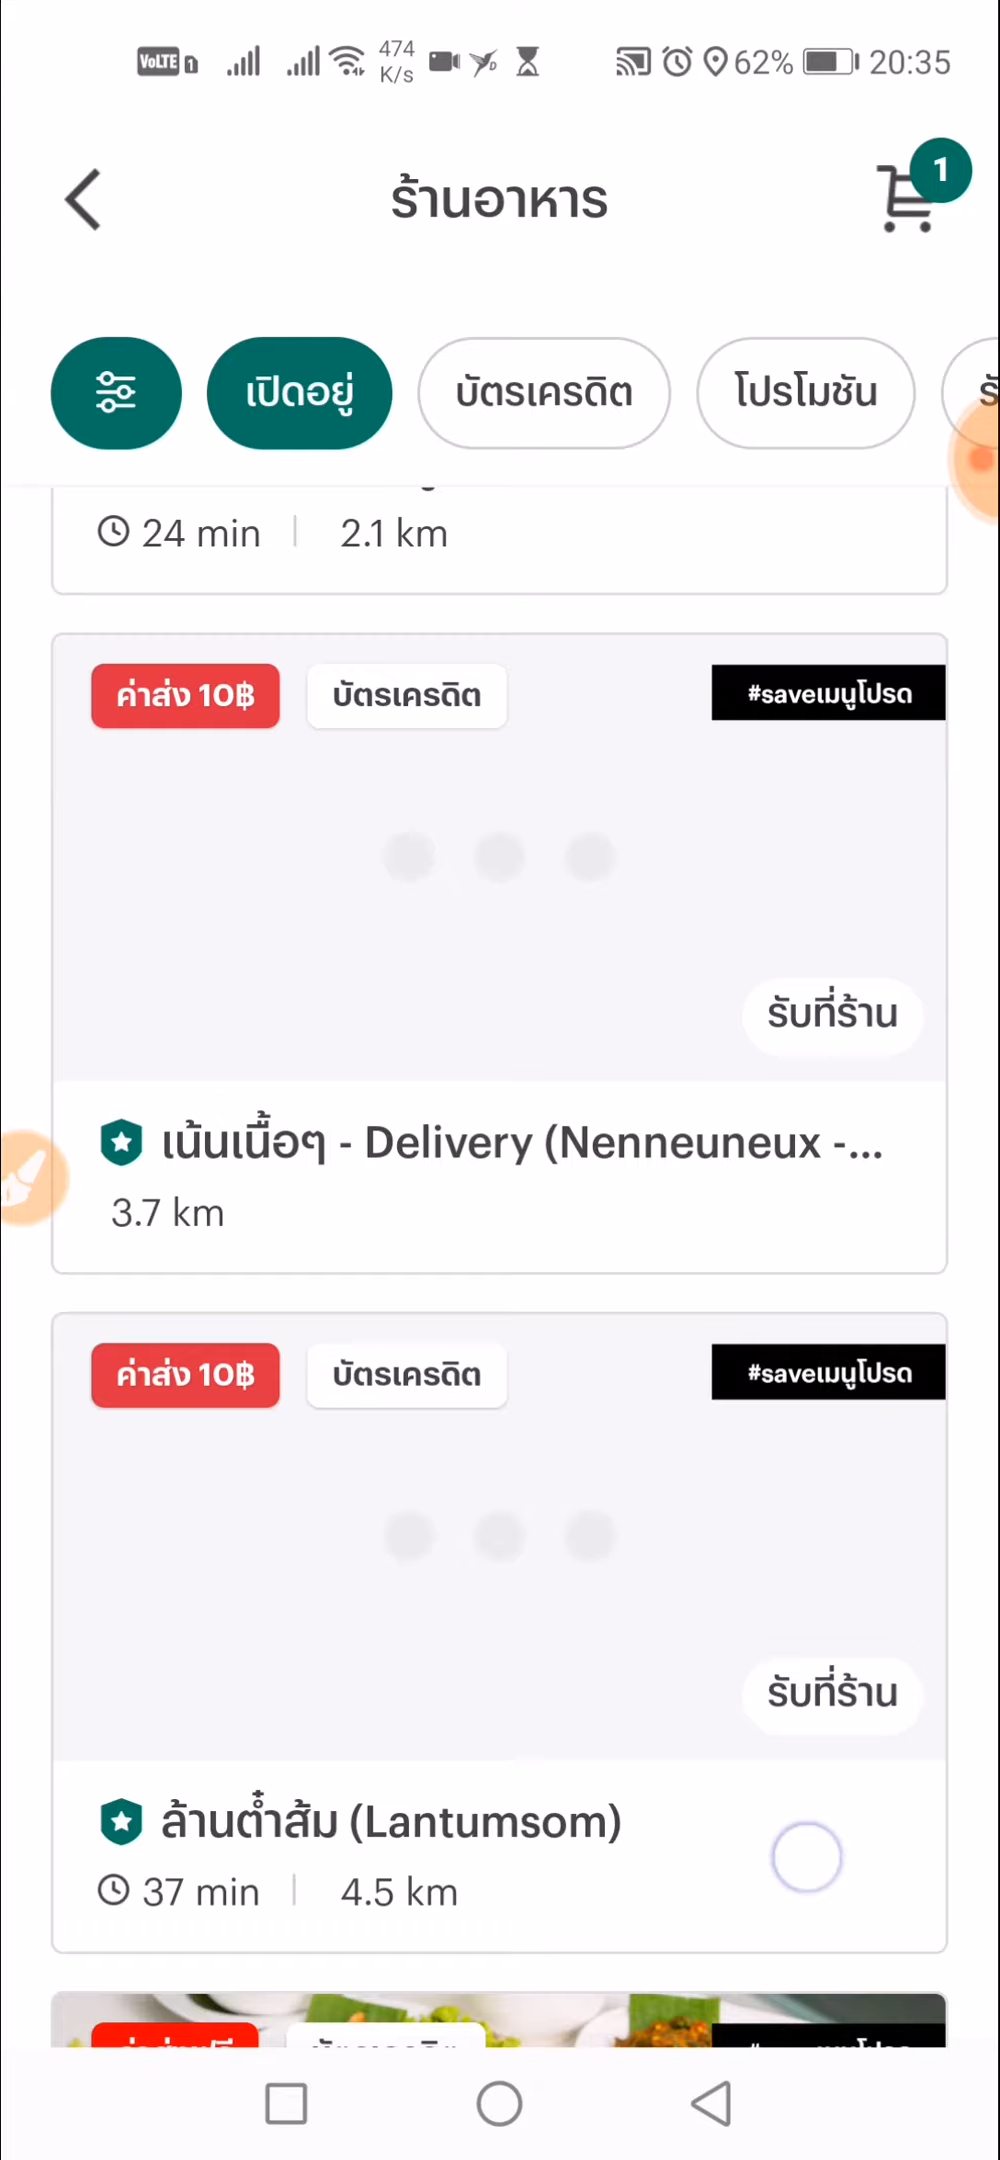 VoLTE 1 474 K/s 62% 20:35
ร้านอาหาร 1
เปิดอยู่ บัตรเครดิต โปรโมชัน
24 min 2.1 km
ค่าส่ง 10฿ บัตรเครดิต #saveเมนูโปรด
รับที่ร้าน
เน้นเนื้อๆ - Delivery (Nenneuneux -...
3.7 km
ค่าส่ง 10฿ บัตรเครดิต #saveเมนูโปรด
รับที่ร้าน
ล้านตำส้ม (Lantumsom)
37 min 4.5 km